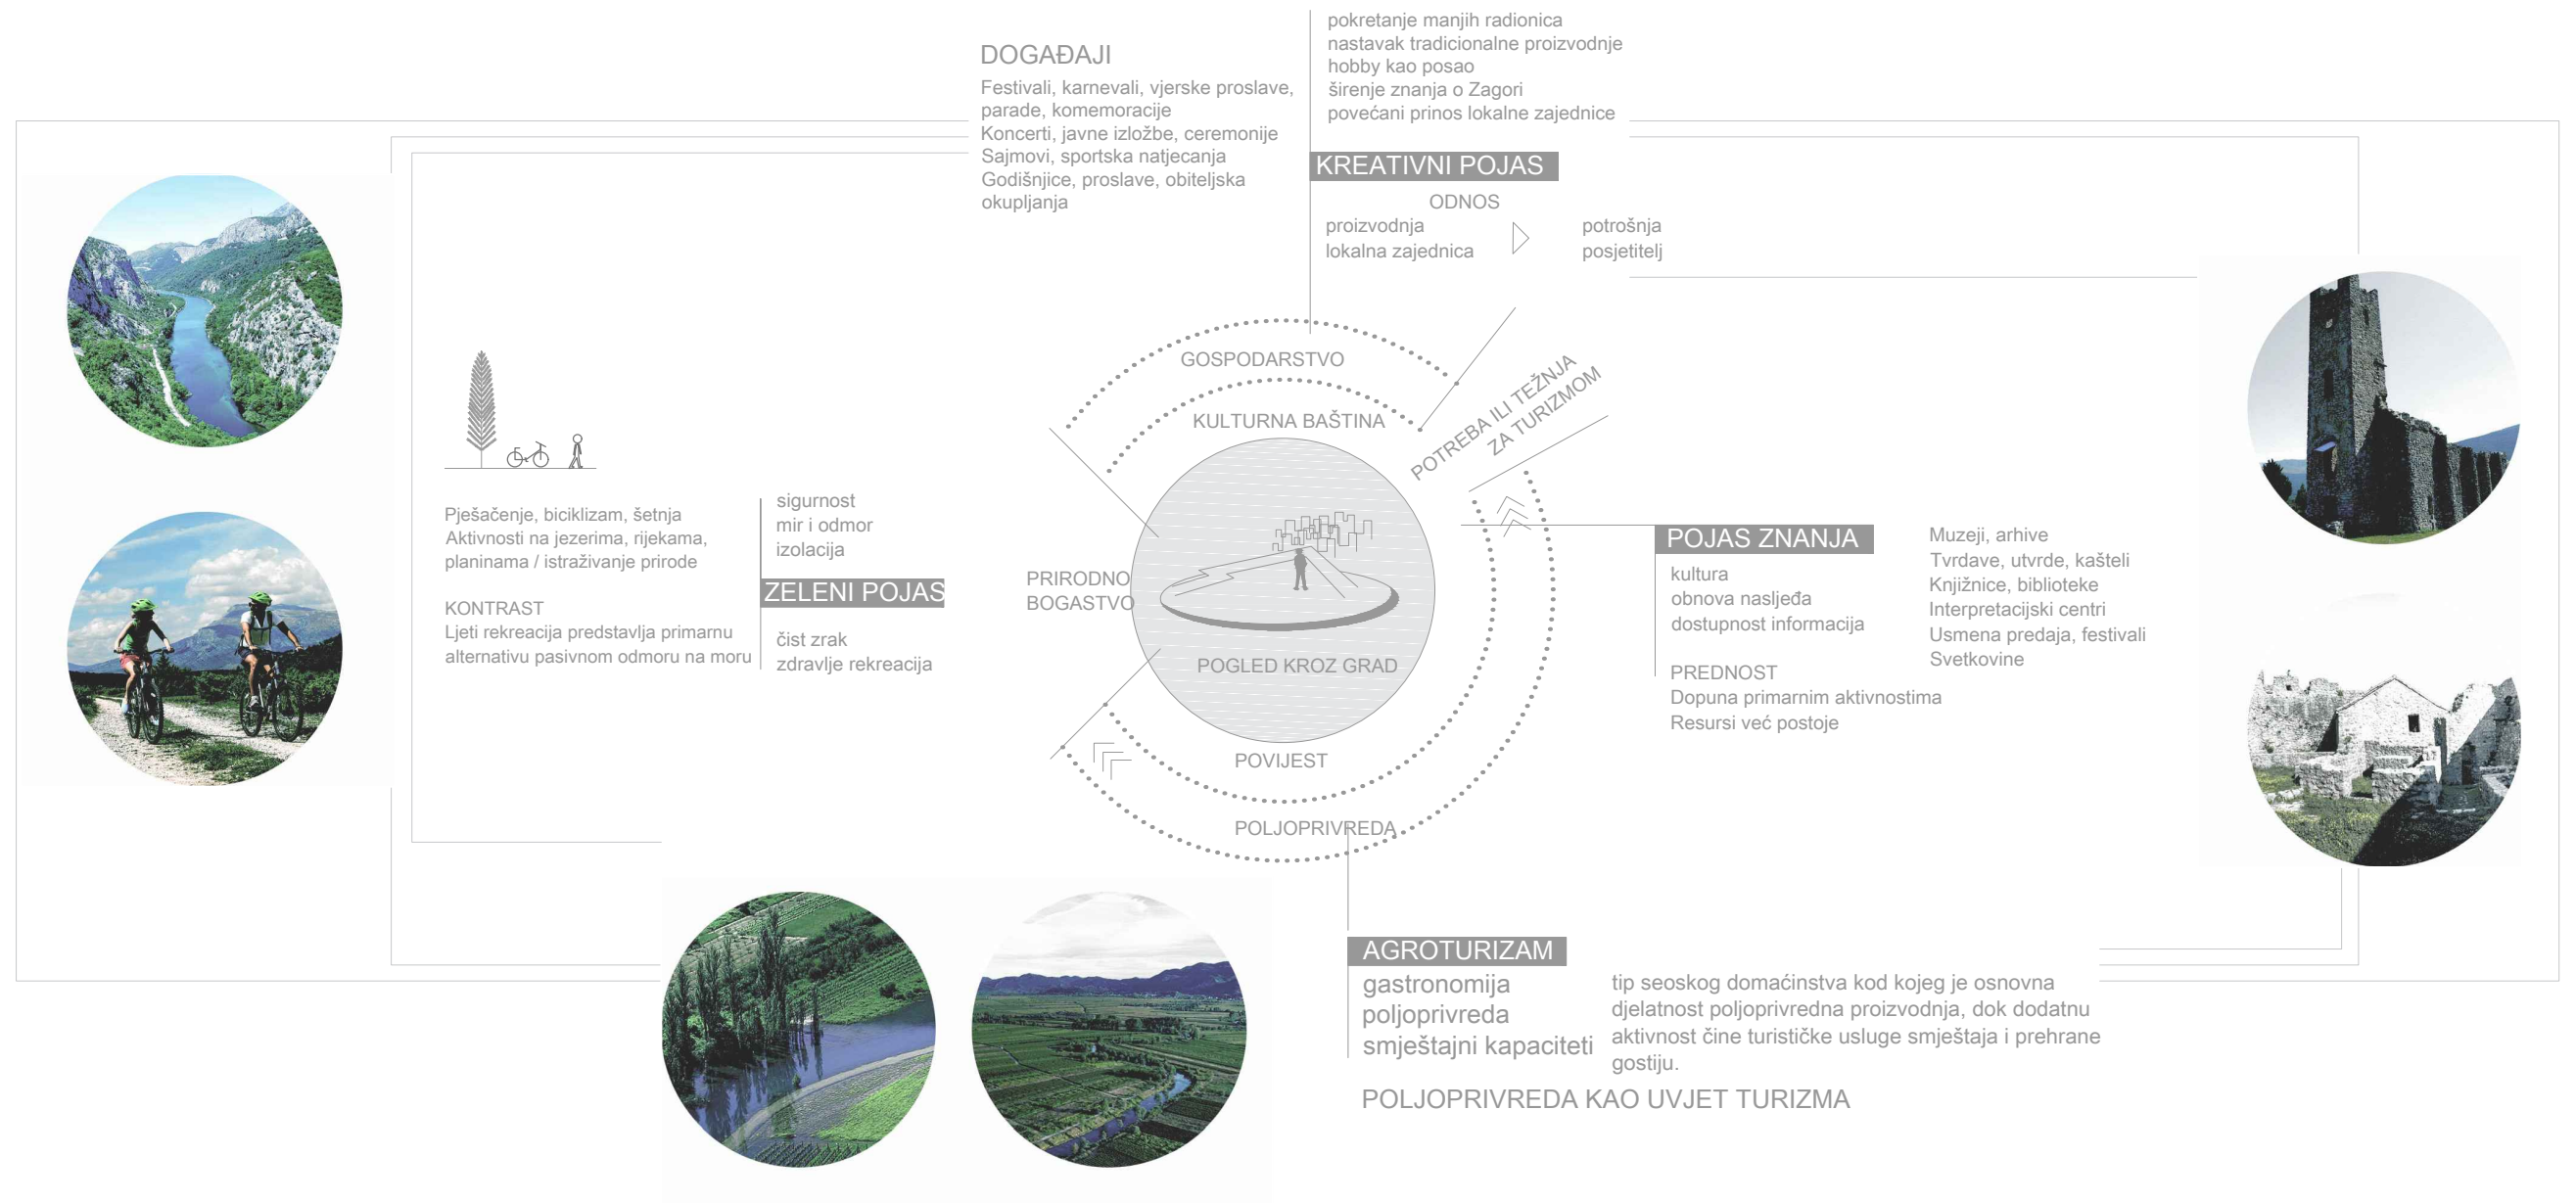 DOGAĐAJI
Festivali, karnevali, vjerske proslave,
parade, komemoracije
Koncerti, javne izložbe, ceremonije
Sajmovi, sportska natjecanja
Godišnjice, proslave, obiteljska
okupljanja
pokretanje manjih radionica
nastavak tradicionalne proizvodnje
hobby kao posao
širenje znanja o Zagori
povećani prinos lokalne zajednice
KREATIVNI POJAS
ODNOS
proizvodnja
lokalna zajednica
potrošnja
posjetitelj
Pješačenje, biciklizam, šetnja
Aktivnosti na jezerima, rijekama,
planinama / istraživanje prirode
KONTRAST
Ljeti rekreacija predstavlja primarnu
alternativu pasivnom odmoru na moru
sigurnost
mir i odmor
izolacija
ZELENI POJAS
čist zrak
zdravlje rekreacija
GOSPODARSTVO
KULTURNA BAŠTINA
POTREBA ILI TEŽNJA
ZA TURIZMOM
PRIRODNO
BOGASTVO
POGLED KROZ GRAD
POVIJEST
POLJOPRIVREDA
POJAS ZNANJA
kultura
obnova nasljeđa
dostupnost informacija
PREDNOST
Dopuna primarnim aktivnostima
Resursi već postoje
Muzeji, arhive
Tvrdave, utvrde, kašteli
Knjižnice, biblioteke
Interpretacijski centri
Usmena predaja, festivali
Svetkovine
AGROTURIZAM
gastronomija
poljoprivreda
smještajni kapaciteti
tip seoskog domaćinstva kod kojeg je osnovna
djelatnost poljoprivredna proizvodnja, dok dodatnu
aktivnost čine turističke usluge smještaja i prehrane
gostiju.
POLJOPRIVREDA KAO UVJET TURIZMA